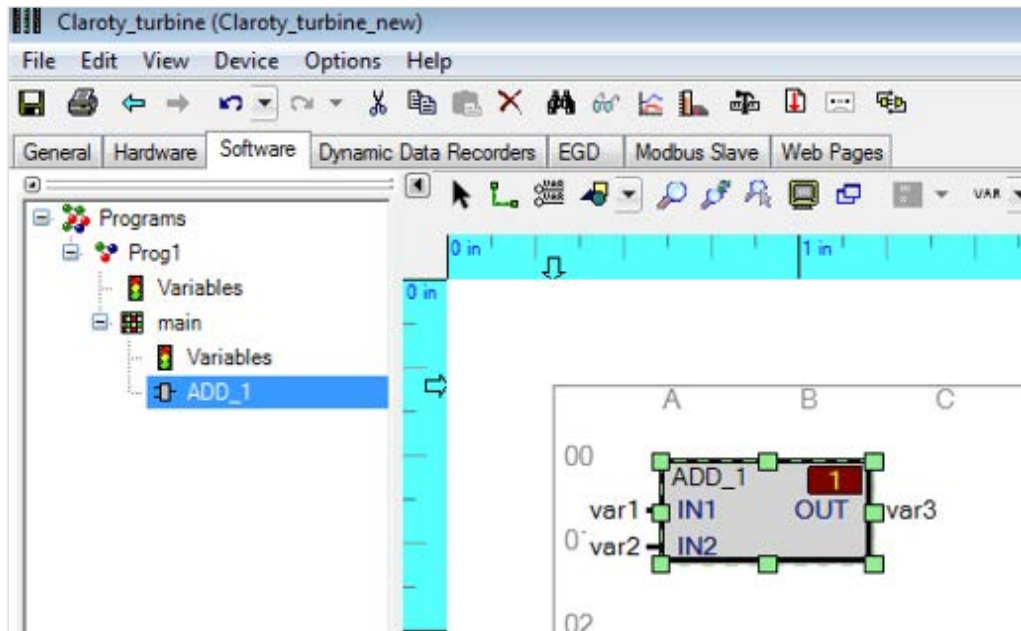 Claroty_turbine (Claroty_turbine_new)
File Edit View Device Options Help
General Hardware Software Dynamic Data Recorders EGD Modbus Slave Web Pages
Programs
Prog1
Variables
main
Variables
ADD_1
VAR
0 in 1 in
0 in
A B C
00
ADD_1 1
var1 IN1 OUT var3
var2 IN2
02